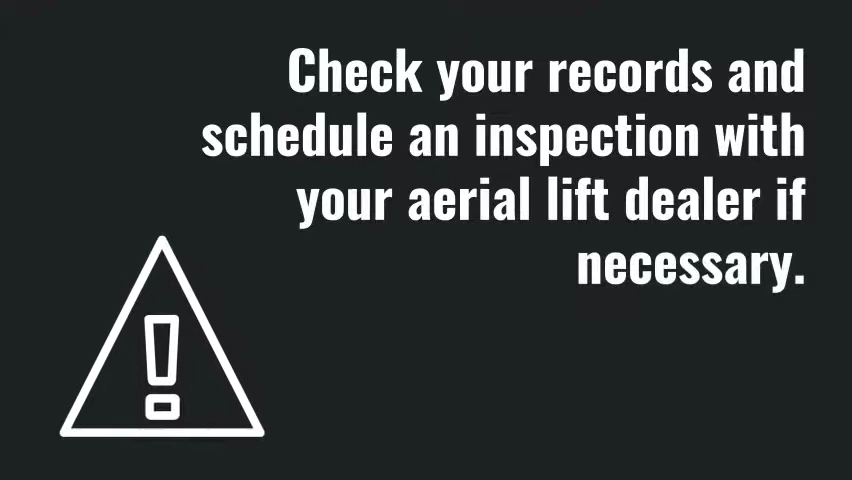 Check your records and
schedule an inspection with
your aerial lift dealer if
necessary.